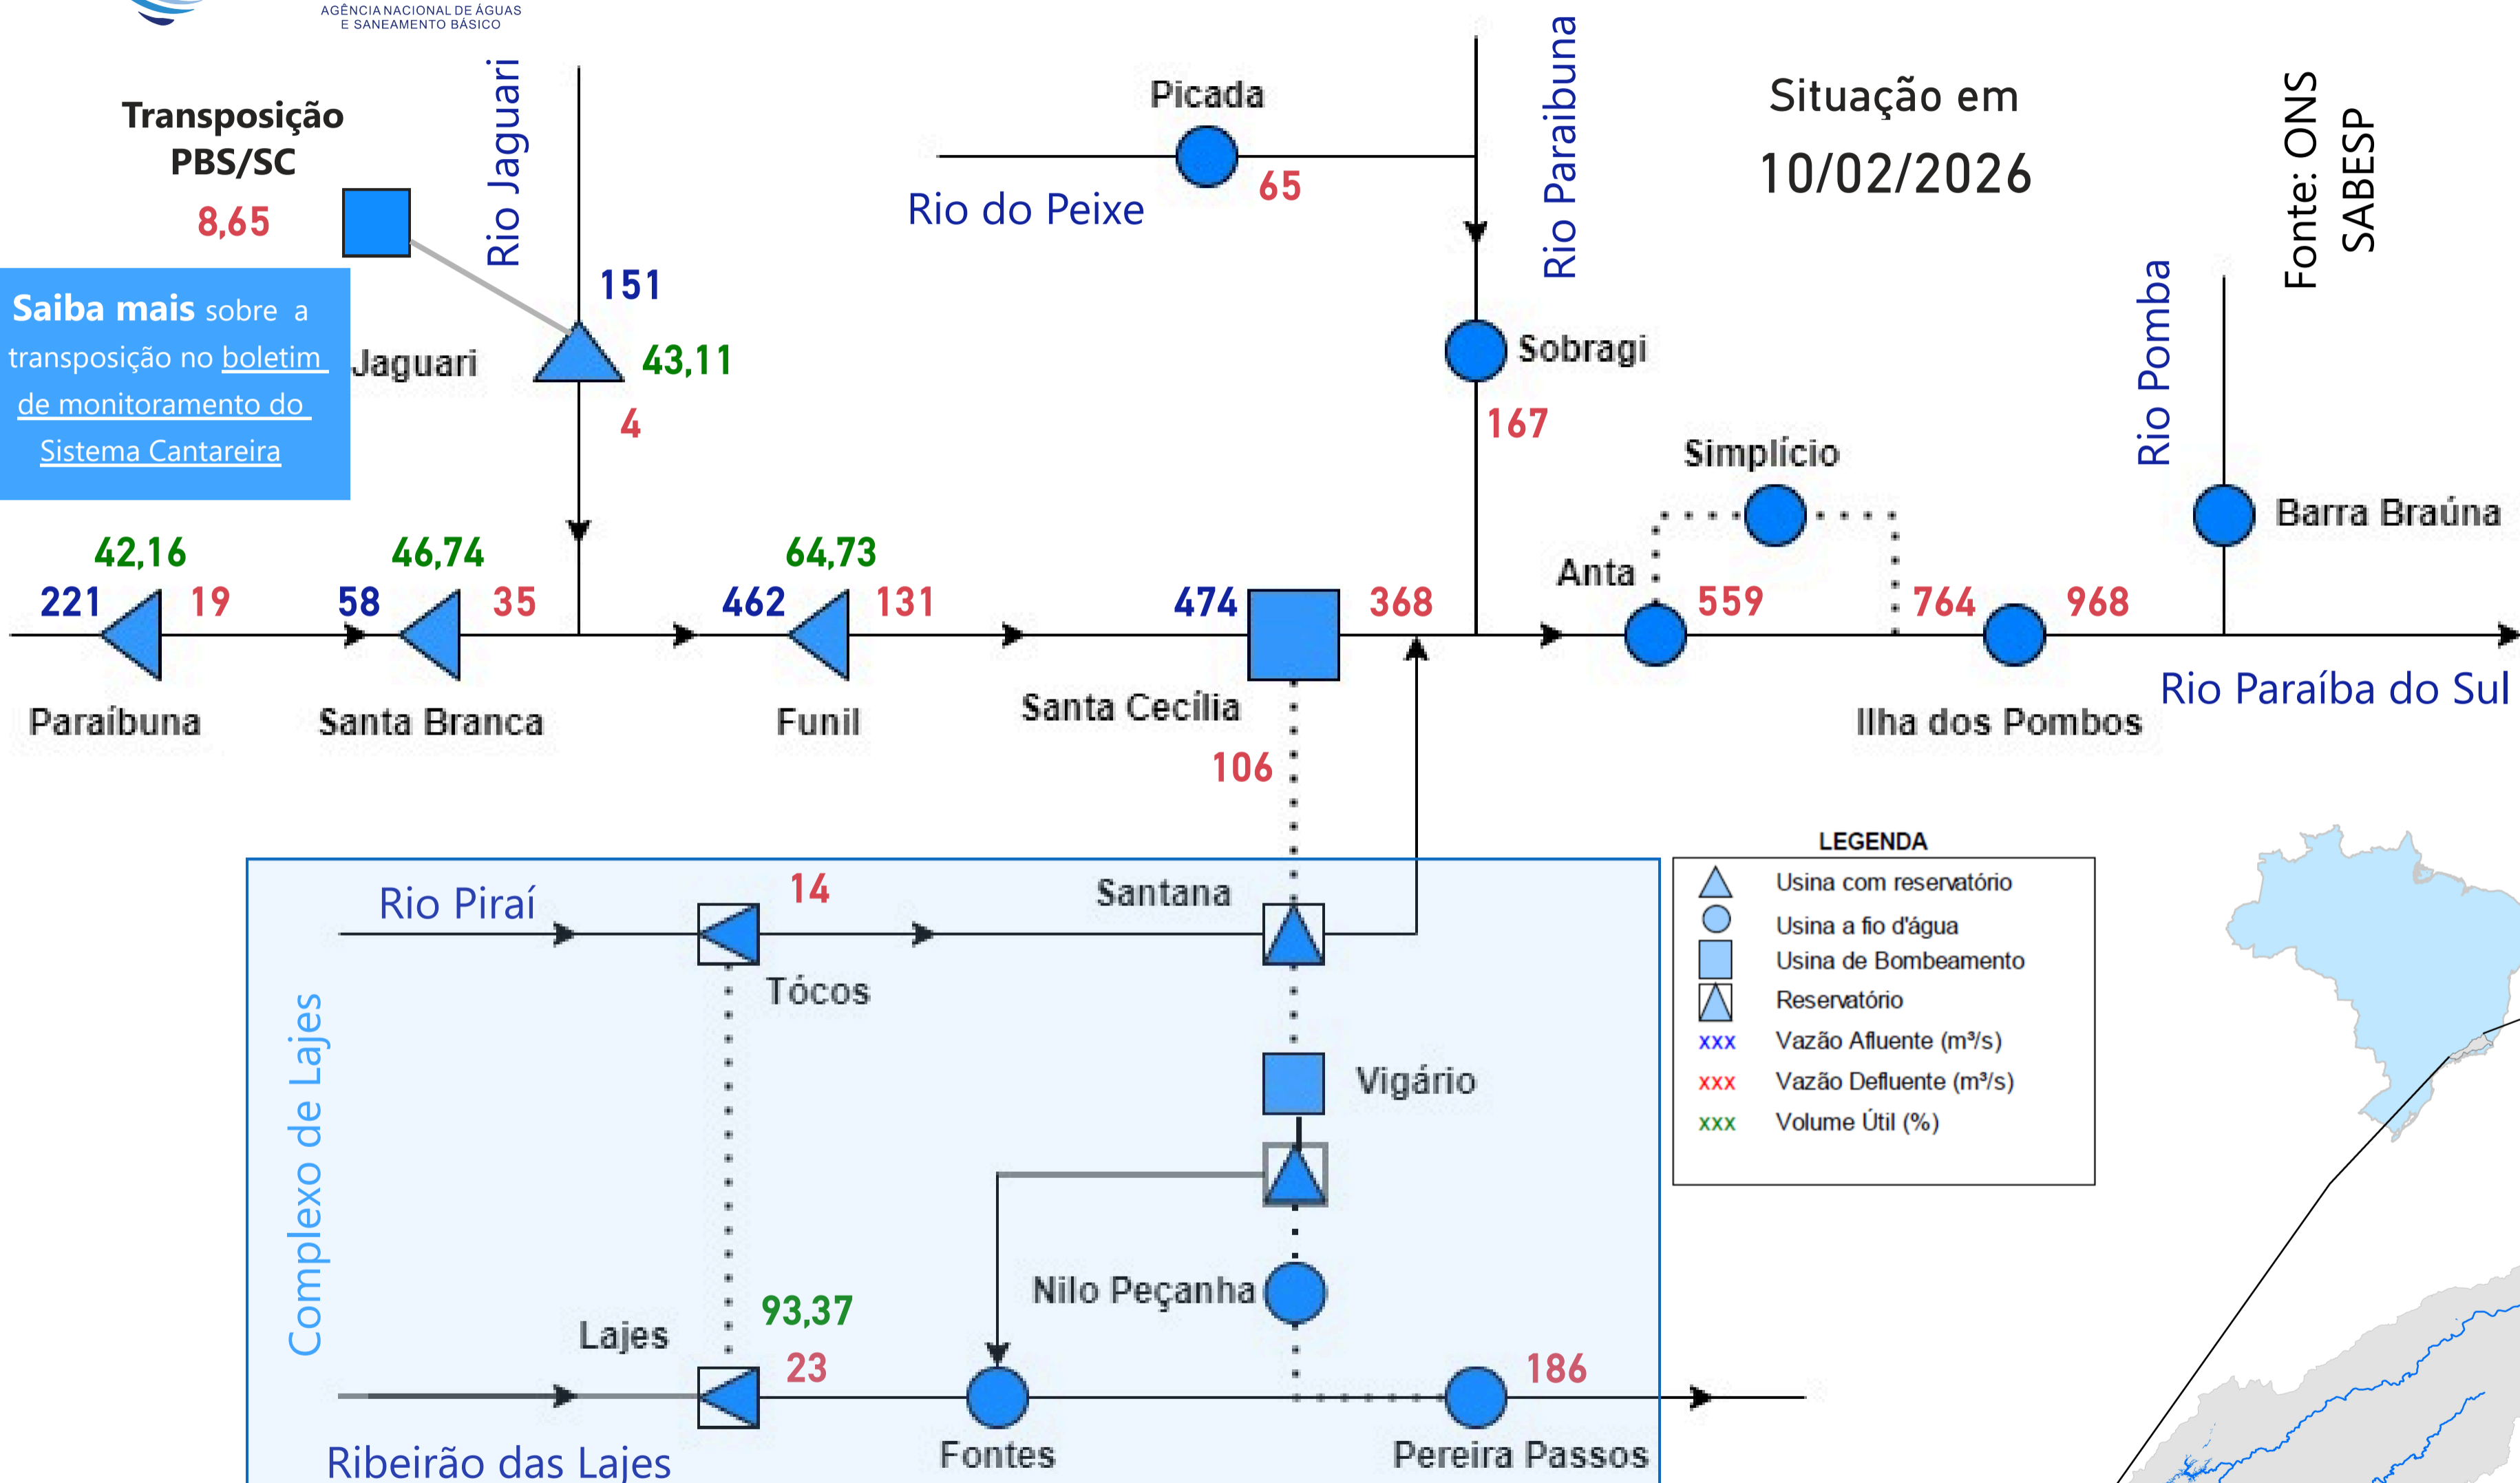 AGÊNCIA NACIONAL DE ÁGUAS
E SANEAMENTO BÁSICO
Transposição
PBS/SC
8,65
Saiba mais sobre a
transposição no boletim
de monitoramento do
Sistema Cantareira
Rio Jaguari
151
Jaguari
43,11
4
Picada
65
Rio do Peixe
Rio Paraibuna
Sobragi
167
Situação em
10/02/2026
Fonte: ONS
SABESP
Rio Pomba
Barra Braúna
Simplício
Anta
559
764
968
42,16
221
19
Paraíbuna
46,74
58
35
Santa Branca
64,73
462
131
Funil
474
368
Santa Cecília
106
Ilha dos Pombos
Rio Paraíba do Sul
Complexo de Lajes
Rio Piraí
14
Tócos
Santana
Vigário
Nilo Peçanha
Lajes
93,37
23
Fontes
186
Pereira Passos
Ribeirão das Lajes
LEGENDA
Usina com reservatório
Usina a fio d'água
Usina de Bombeamento
Reservatório
xxx Vazão Afluente (m³/s)
xxx Vazão Defluente (m³/s)
xxx Volume Útil (%)